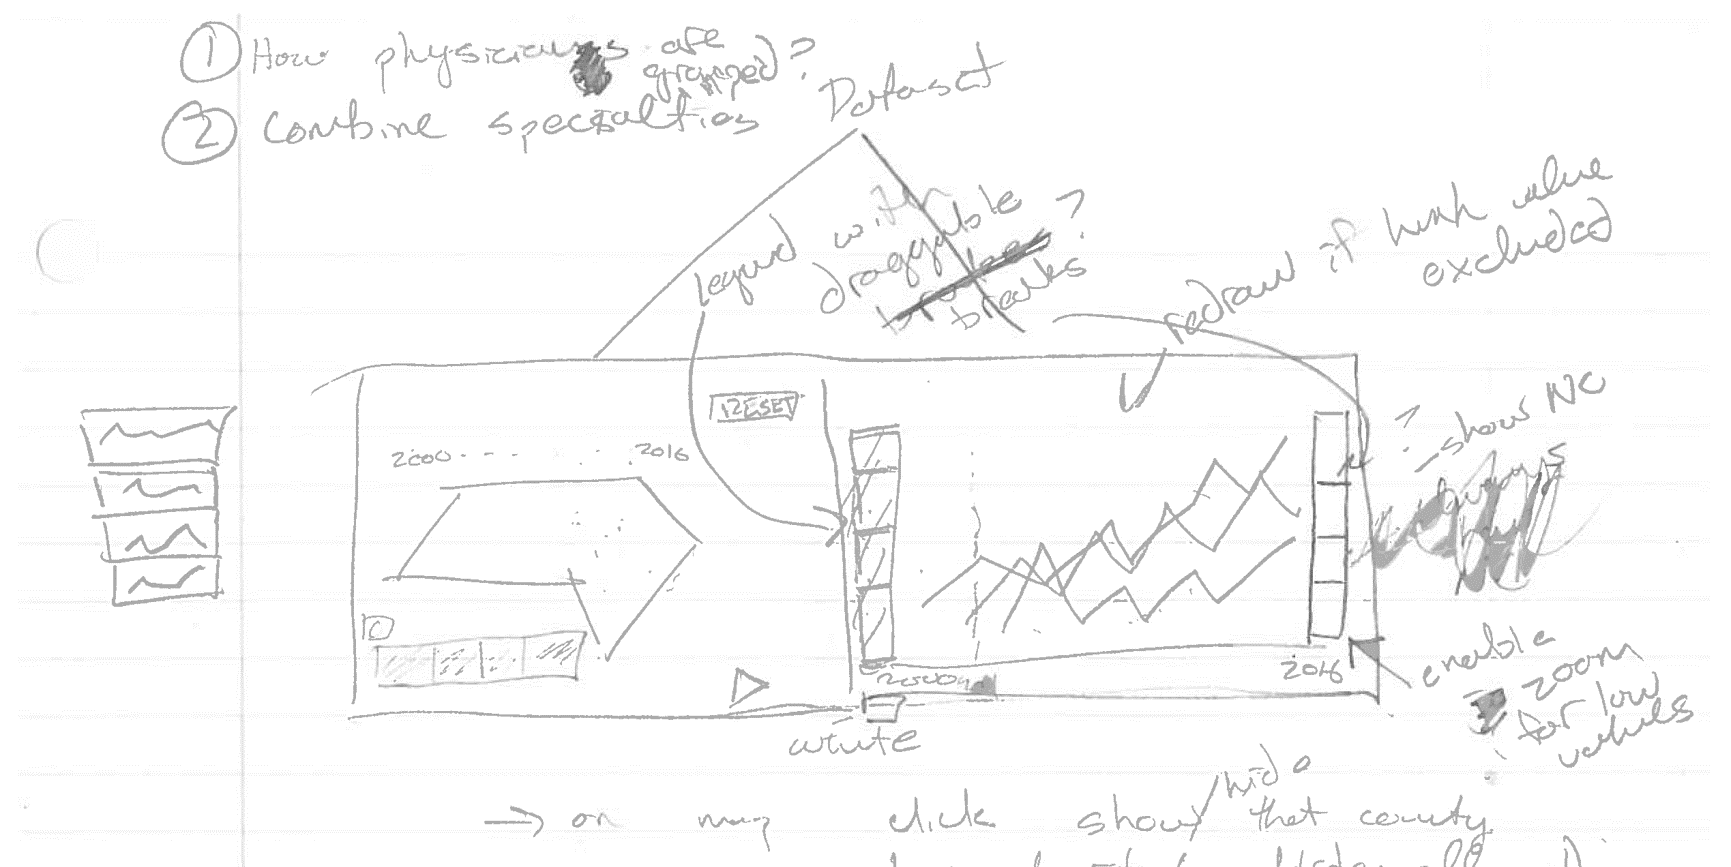 ① How physicians are
grouped?
② Combine specialties
Dataset
legend with
draggable
breaks?
redraw if high value
excluded
RESET
2000 - - - 2016
? - show NC
2000
2016
enable
zoom
for low
values
white
→ on map click show/hide that county